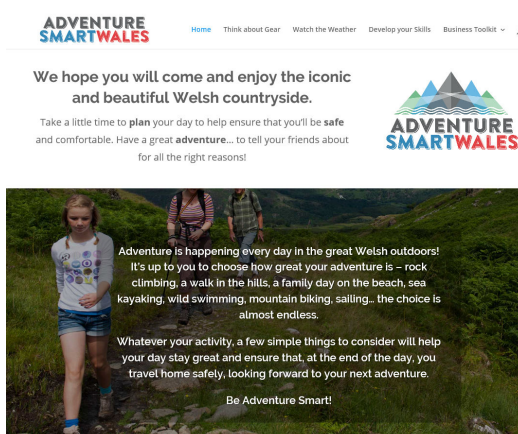 ADVENTURE
SMARTWALES
Home Think about Gear Watch the Weather Develop your Skills Business Toolkit
We hope you will come and enjoy the iconic
and beautiful Welsh countryside.
Take a little time to plan your day to help ensure that you'll be safe
and comfortable. Have a great adventure... to tell your friends about
for all the right reasons!
ADVENTURE
SMARTWALES
Adventure is happening every day in the great Welsh outdoors!
It's up to you to choose how great your adventure is – rock
climbing, a walk in the hills, a family day on the beach, sea
kayaking, wild swimming, mountain biking, sailing... the choice is
almost endless.
Whatever your activity, a few simple things to consider will help
your day stay great and ensure that, at the end of the day, you
travel home safely, looking forward to your next adventure.
Be Adventure Smart!